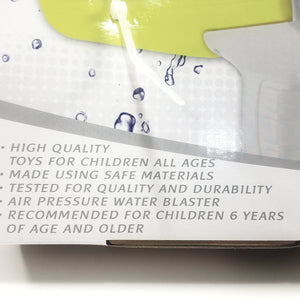 • HIGH QUALITY
TOYS FOR CHILDREN ALL AGES
• MADE USING SAFE MATERIALS
• TESTED FOR QUALITY AND DURABILITY
• AIR PRESSURE WATER BLASTER
• RECOMMENDED FOR CHILDREN 6 YEARS
OF AGE AND OLDER